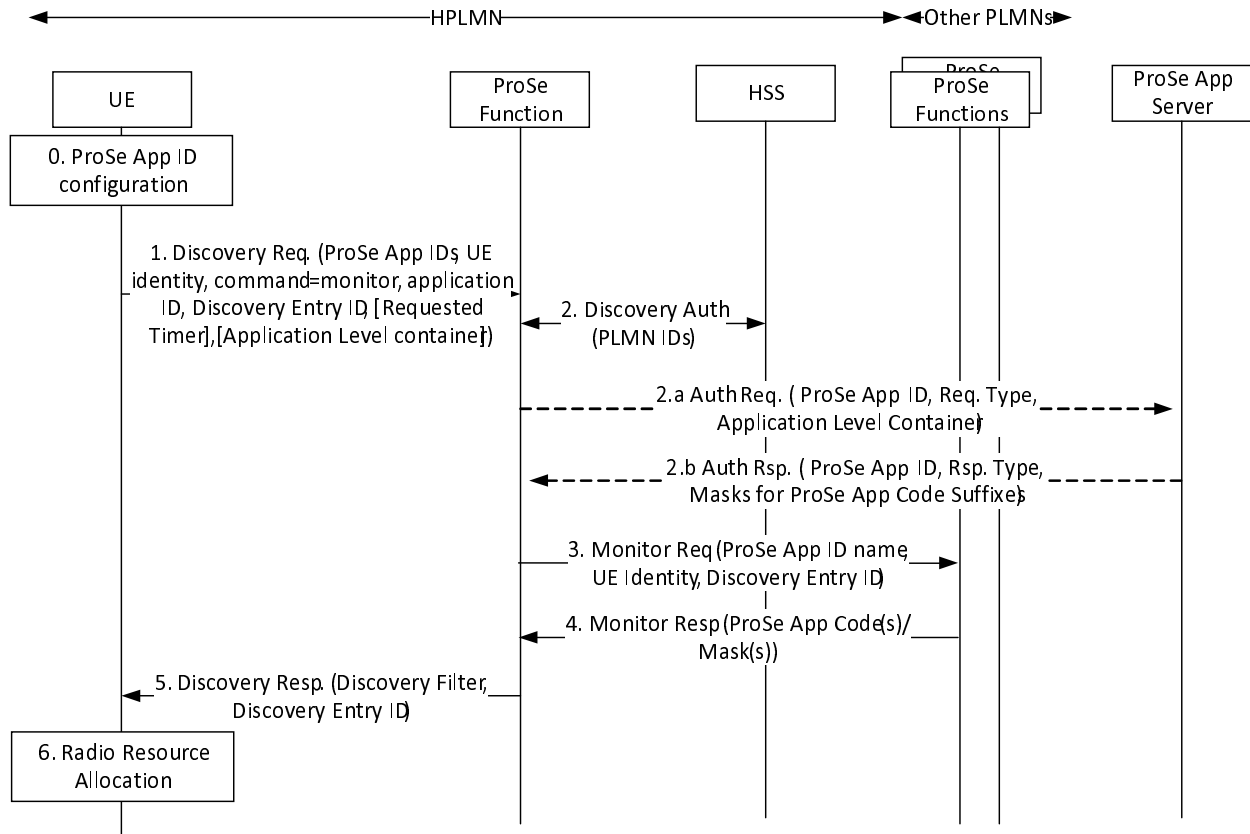 HPLMN
Other PLMNs
UE
ProSe
Function
HSS
ProSe
ProSe
Functions
ProSe App
Server
0. ProSe App ID
configuration
1. Discovery Req. (ProSe App IDs, UE
identity, command=monitor, application
ID, Discovery Entry ID, [Requested
Timer],[Application Level container])
2. Discovery Auth
(PLMN IDs)
2.a Auth Req. ( ProSe App ID, Req. Type,
Application Level Container)
2.b Auth Rsp. ( ProSe App ID, Rsp. Type,
Masks for ProSe App Code Suffixes)
3. Monitor Req (ProSe App ID name,
UE Identity, Discovery Entry ID)
4. Monitor Resp (ProSe App Code(s)/
Mask(s))
5. Discovery Resp. (Discovery Filter,
Discovery Entry ID)
6. Radio Resource
Allocation